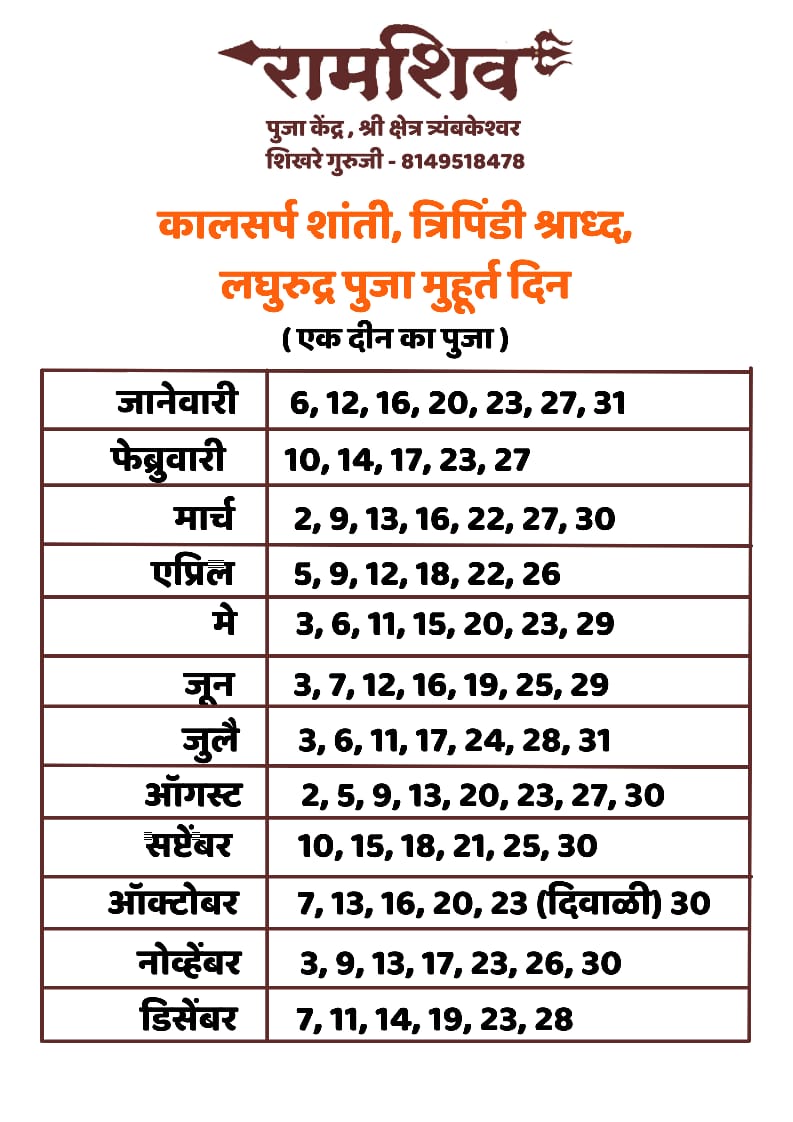 रामशिव
पुजा केंद्र , श्री क्षेत्र त्र्यंबकेश्वर
शिखरे गुरुजी - 8149518478
कालसर्प शांती, त्रिपिंडी श्राध्द,
लघुरुद्र पुजा मुहूर्त दिन
( एक दीन का पुजा )
जानेवारी 6, 12, 16, 20, 23, 27, 31
फेब्रुवारी 10, 14, 17, 23, 27
मार्च 2, 9, 13, 16, 22, 27, 30
एप्रिल 5, 9, 12, 18, 22, 26
मे 3, 6, 11, 15, 20, 23, 29
जून 3, 7, 12, 16, 19, 25, 29
जुलै 3, 6, 11, 17, 24, 28, 31
ऑगस्ट 2, 5, 9, 13, 20, 23, 27, 30
सप्टेंबर 10, 15, 18, 21, 25, 30
ऑक्टोबर 7, 13, 16, 20, 23 (दिवाळी) 30
नोव्हेंबर 3, 9, 13, 17, 23, 26, 30
डिसेंबर 7, 11, 14, 19, 23, 28